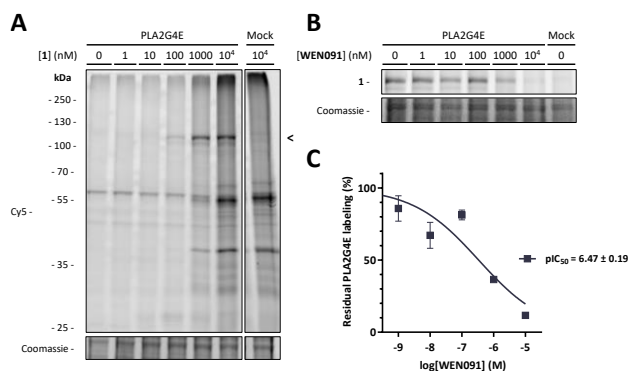 A
PLA2G4E Mock
[1] (nM) 0 1 10 100 1000 10⁴ 10⁴
kDa
- 250 -
- 130 -
- 100 -
- 70 -
- 55 -
- 35 -
- 25 -
Cy5 -
<
Coomassie -
B
PLA2G4E Mock
[WEN091] (nM) 0 1 10 100 1000 10⁴ 0
1 -
Coomassie -
C
Residual PLA2G4E labeling (%)
100
50
0
-9 -8 -7 -6 -5
log[WEN091] (M)
pIC₅₀ = 6.47 ± 0.19